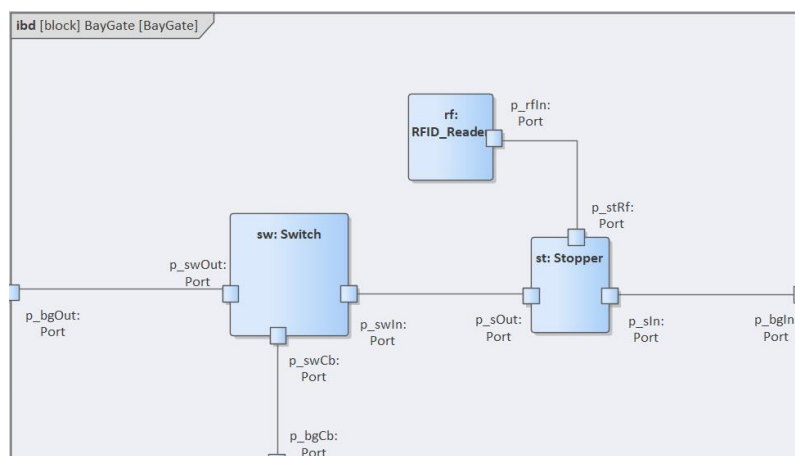 ibd [block] BayGate [BayGate]
rf:
RFID_Reade
p_rfIn:
Port
p_stRf:
Port
sw: Switch
st: Stopper
p_swOut:
Port
p_bgOut:
Port
p_swIn:
Port
p_sOut:
Port
p_sIn:
Port
p_bgIn
Port
p_swCb:
Port
p_bgCb:
Port